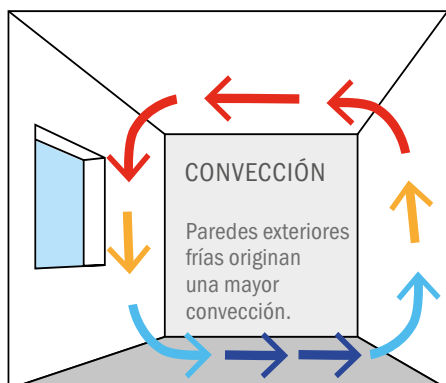 CONVECCIÓN
Paredes exteriores
frías originan
una mayor
convección.